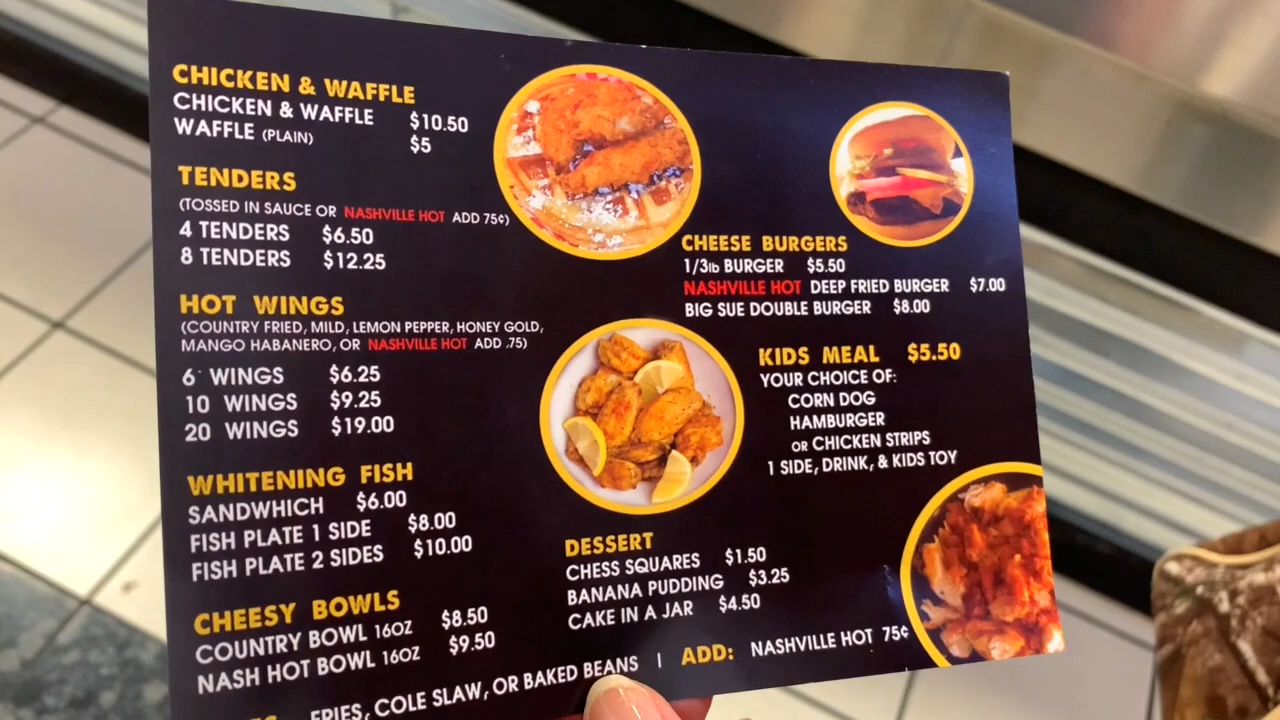 CHICKEN & WAFFLE
CHICKEN & WAFFLE $10.50
WAFFLE (PLAIN) $5
TENDERS
(TOSSED IN SAUCE OR NASHVILLE HOT ADD 75¢)
4 TENDERS $6.50
8 TENDERS $12.25
HOT WINGS
(COUNTRY FRIED, MILD, LEMON PEPPER, HONEY GOLD,
MANGO HABANERO, OR NASHVILLE HOT ADD .75)
6 WINGS $6.25
10 WINGS $9.25
20 WINGS $19.00
WHITENING FISH
SANDWHICH $6.00
FISH PLATE 1 SIDE $8.00
FISH PLATE 2 SIDES $10.00
CHEESY BOWLS
COUNTRY BOWL 16OZ $8.50
NASH HOT BOWL 16OZ $9.50
CHEESE BURGERS
1/3lb BURGER $5.50
NASHVILLE HOT DEEP FRIED BURGER $7.00
BIG SUE DOUBLE BURGER $8.00
KIDS MEAL $5.50
YOUR CHOICE OF:
CORN DOG
HAMBURGER
OR CHICKEN STRIPS
1 SIDE, DRINK, & KIDS TOY
DESSERT
CHESS SQUARES $1.50
BANANA PUDDING $3.25
CAKE IN A JAR $4.50
FRIES, COLE SLAW, OR BAKED BEANS | ADD: NASHVILLE HOT 75¢